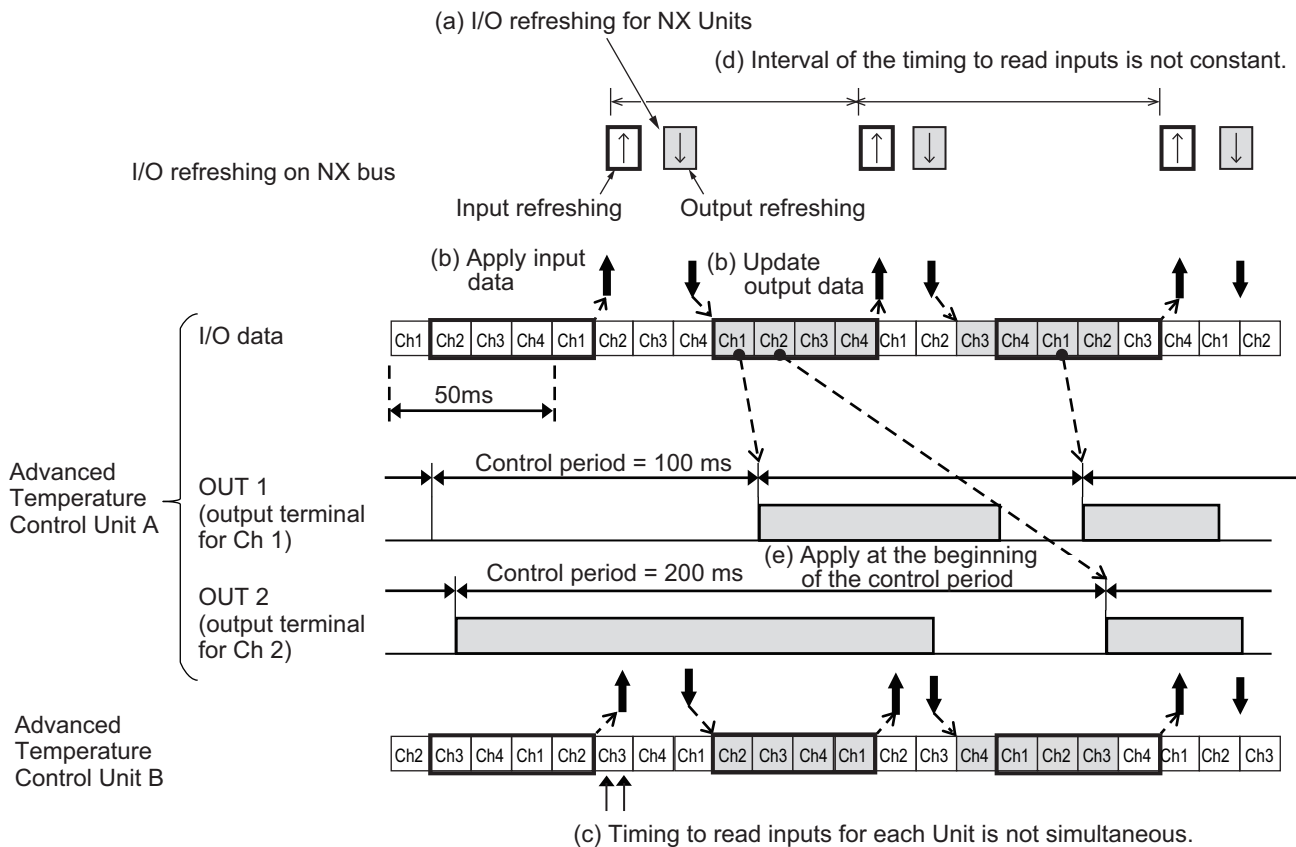 (a) I/O refreshing for NX Units
(d) Interval of the timing to read inputs is not constant.
I/O refreshing on NX bus
Input refreshing
Output refreshing
(b) Apply input
data
(b) Update
output data
I/O data
Ch1 Ch2 Ch3 Ch4 Ch1 Ch2 Ch3 Ch4 Ch1 Ch2 Ch3 Ch4 Ch1 Ch2 Ch3 Ch4 Ch1 Ch2 Ch3 Ch4 Ch1 Ch2
50ms
Advanced
Temperature
Control Unit A
Control period = 100 ms
OUT 1
(output terminal
for Ch 1)
(e) Apply at the beginning
of the control period
Control period = 200 ms
OUT 2
(output terminal
for Ch 2)
Advanced
Temperature
Control Unit B
Ch2 Ch3 Ch4 Ch1 Ch2 Ch3 Ch4 Ch1 Ch2 Ch3 Ch4 Ch1 Ch2 Ch3 Ch4 Ch1 Ch2 Ch3 Ch4 Ch1 Ch2 Ch3
(c) Timing to read inputs for each Unit is not simultaneous.